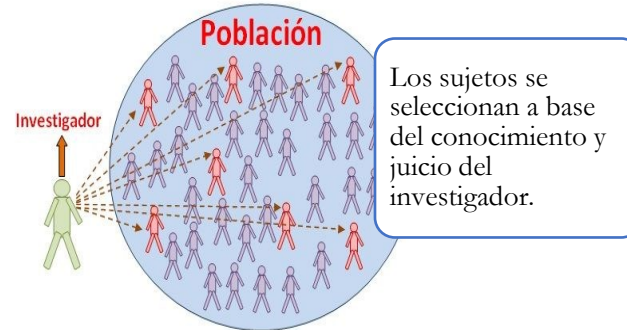 Población
Investigador
Los sujetos se
seleccionan a base
del conocimiento y
juicio del
investigador.